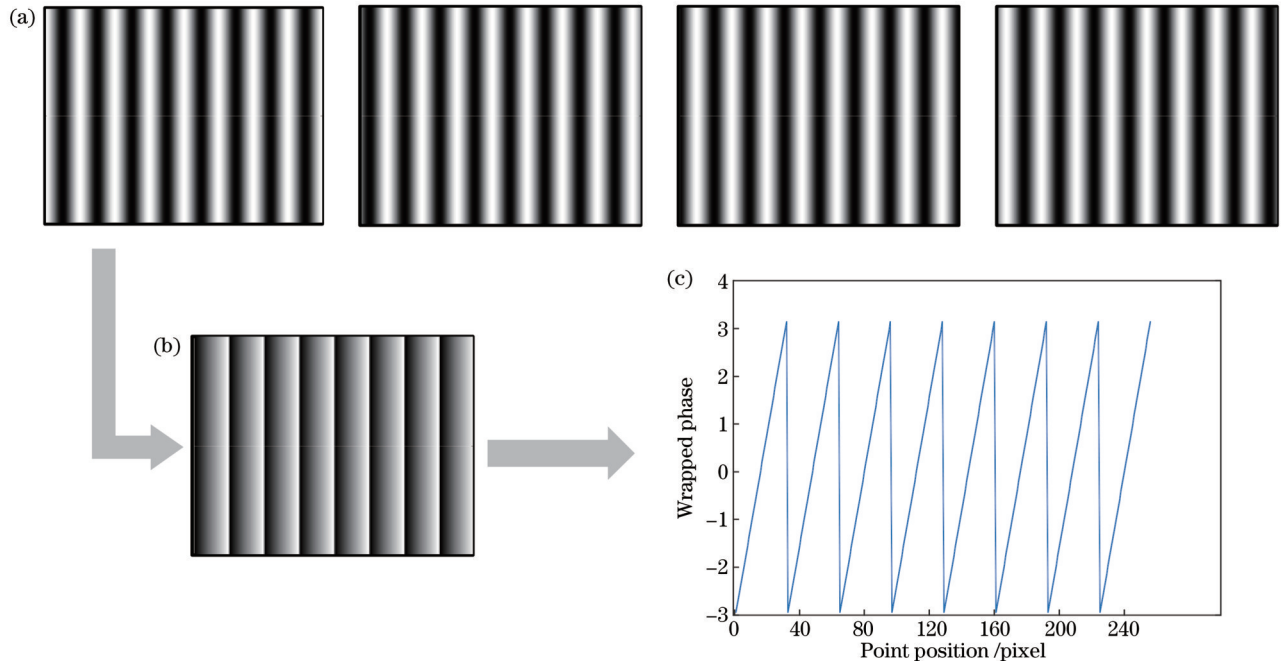 (a)
(b)
(c)
4
3
2
1
0
−1
−2
−3
Wrapped phase
0 40 80 120 160 200 240
Point position /pixel